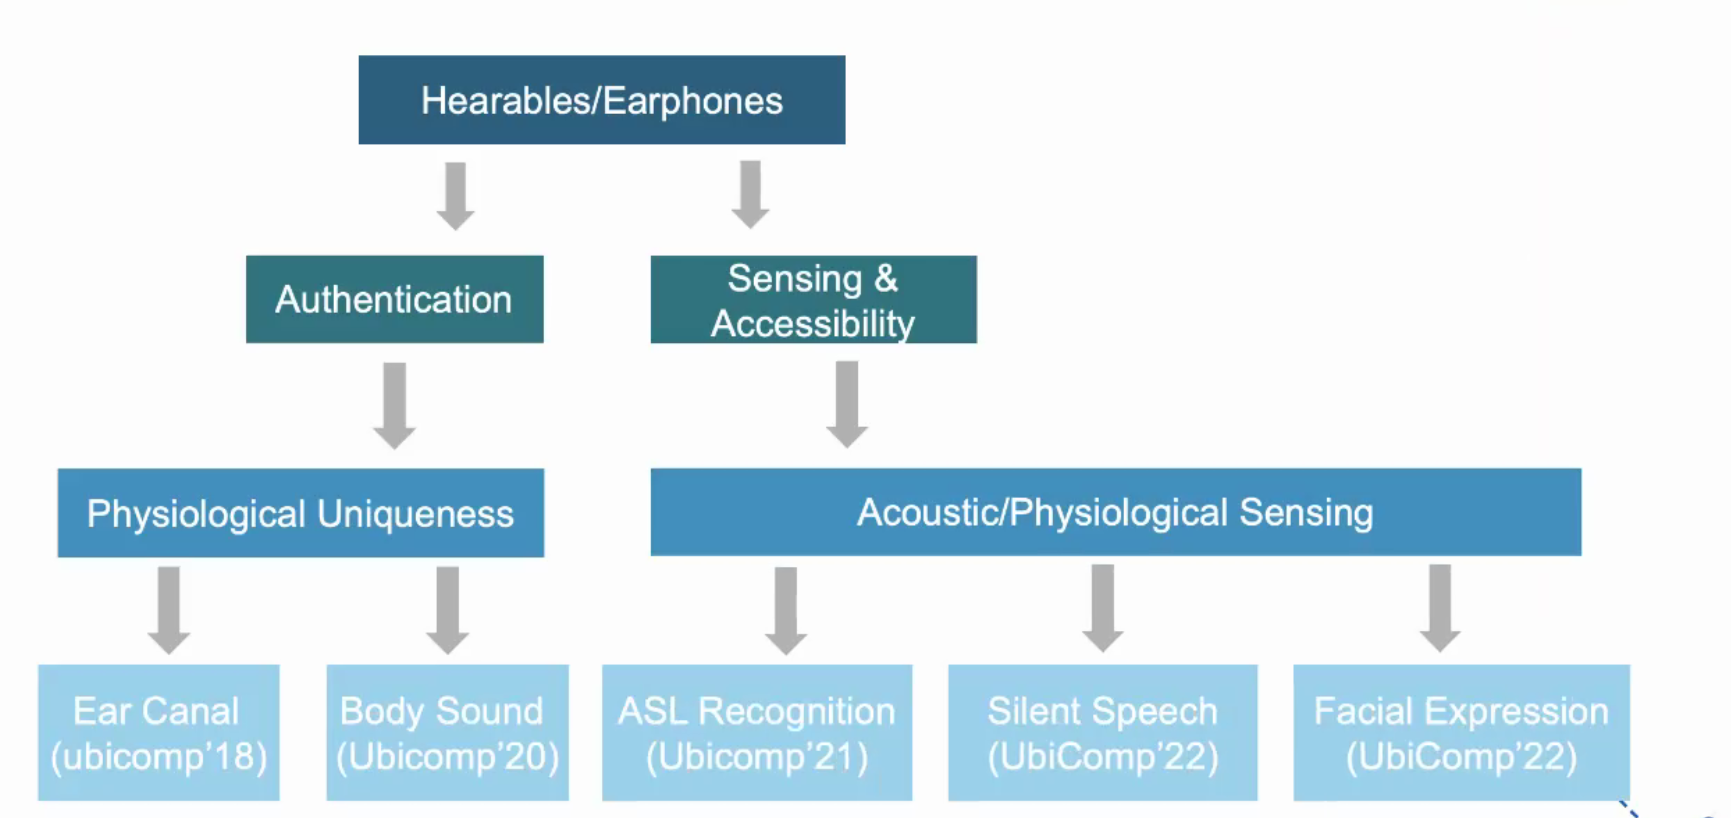 Hearables/Earphones
Authentication
Sensing &
Accessibility
Physiological Uniqueness
Acoustic/Physiological Sensing
Ear Canal
(ubicomp’18)
Body Sound
(Ubicomp’20)
ASL Recognition
(Ubicomp’21)
Silent Speech
(UbiComp’22)
Facial Expression
(UbiComp’22)